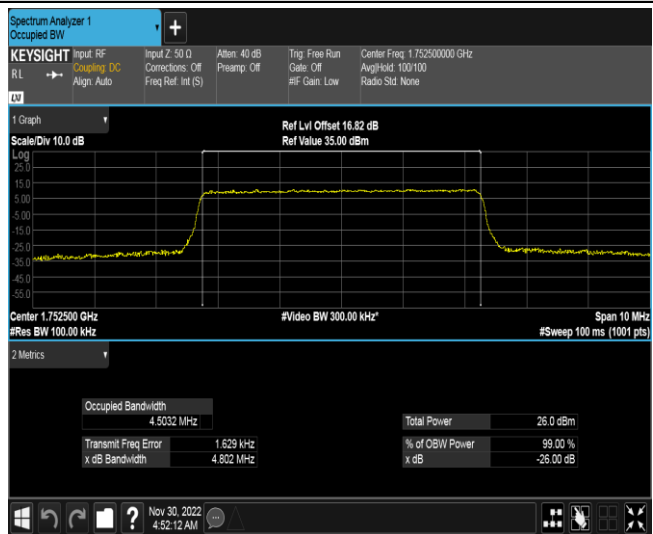 Spectrum Analyzer 1
Occupied BW
+
KEYSIGHT
RL
LXI
Input: RF
Coupling: DC
Align: Auto
Input Z: 50 Ω
Corrections: Off
Freq Ref: Int (S)
Atten: 40 dB
Preamp: Off
Trig: Free Run
Gate: Off
#IF Gain: Low
Center Freq: 1.752500000 GHz
Avg|Hold: 100/100
Radio Std: None
1 Graph
Scale/Div 10.0 dB
Ref Lvl Offset 16.82 dB
Ref Value 35.00 dBm
Log
25.0
15.0
5.00
-5.00
-15.0
-25.0
-35.0
-45.0
-55.0
Center 1.752500 GHz
#Res BW 100.00 kHz
#Video BW 300.00 kHz*
Span 10 MHz
#Sweep 100 ms (1001 pts)
2 Metrics
Occupied Bandwidth
4.5032 MHz
Transmit Freq Error 1.629 kHz
x dB Bandwidth 4.802 MHz
Total Power 26.0 dBm
% of OBW Power 99.00 %
x dB -26.00 dB
?
Nov 30, 2022
4:52:12 AM